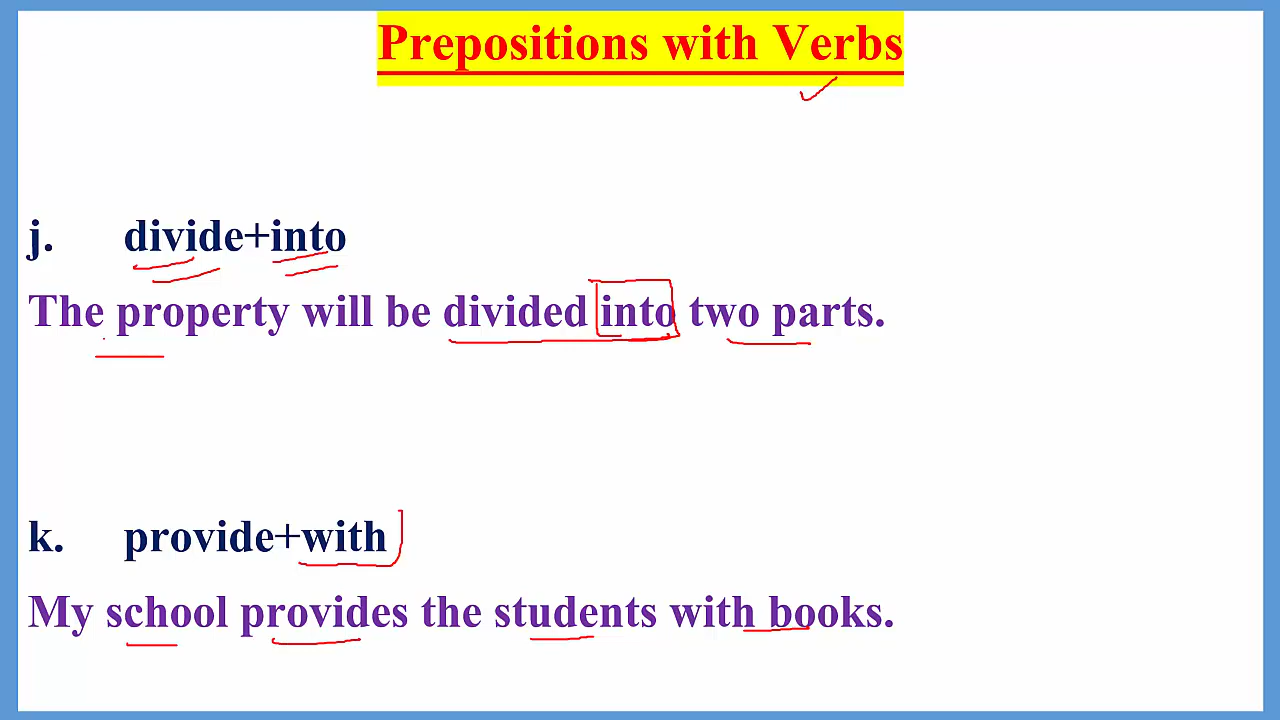 Prepositions with Verbs
j. divide+into
The property will be divided into two parts.
k. provide+with
My school provides the students with books.